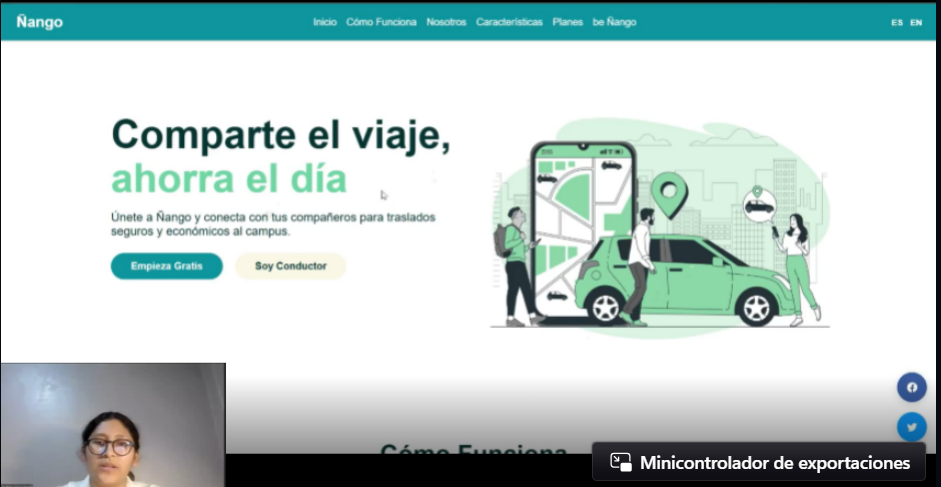 Ñango
Inicio Cómo Funciona Nosotros Características Planes be Ñango
ES EN
Comparte el viaje,
ahorra el día
Únete a Ñango y conecta con tus compañeros para traslados
seguros y económicos al campus.
Empieza Gratis
Soy Conductor
Cómo Funciona
Minicontrolador de exportaciones